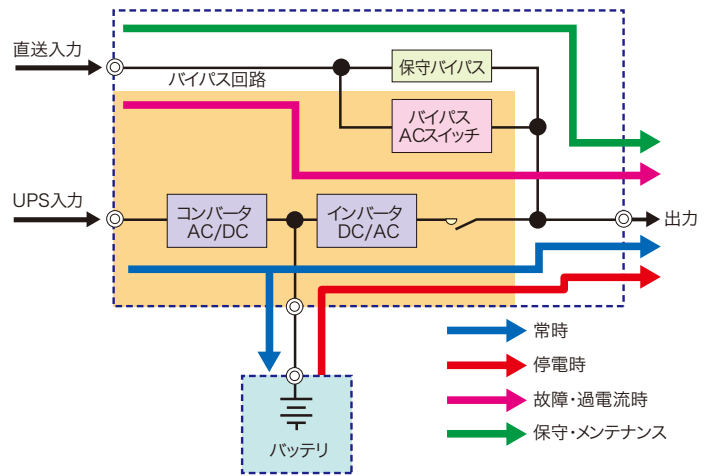 直送入力
バイパス回路
保守バイパス
バイパス
ACスイッチ
UPS入力
コンバータ
AC/DC
インバータ
DC/AC
出力
バッテリ
常時
停電時
故障・過電流時
保守・メンテナンス